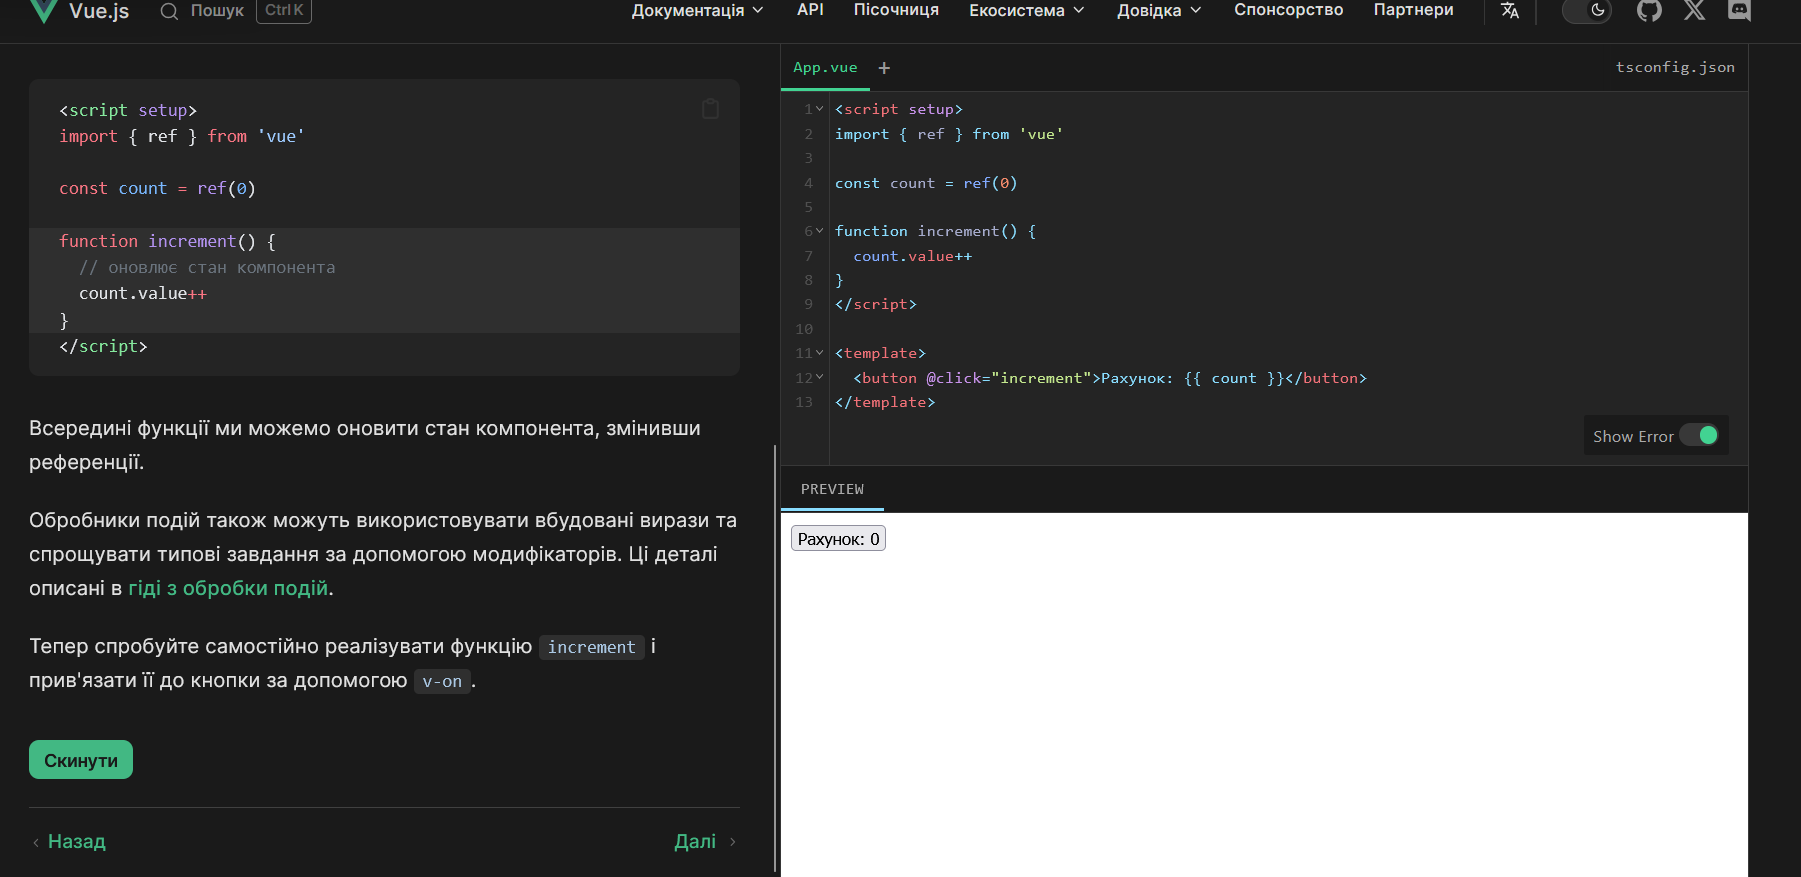 Vue.js Пошук Ctrl K Документація API Пісочниця Екосистема Довідка Спонсорство Партнери
<script setup>
import { ref } from 'vue'
const count = ref(0)
function increment() {
// оновлює стан компонента
count.value++
}
</script>
Всередині функції ми можемо оновити стан компонента, змінивши
референції.
Обробники подій також можуть використовувати вбудовані вирази та
спрощувати типові завдання за допомогою модифікаторів. Ці деталі
описані в гіді з обробки подій.
Тепер спробуйте самостійно реалізувати функцію increment і
прив'язати її до кнопки за допомогою v-on.
Скинути
‹ Назад
Далі ›
App.vue +
tsconfig.json
1 <script setup>
2 import { ref } from 'vue'
3
4 const count = ref(0)
5
6 function increment() {
7 count.value++
8 }
9 </script>
10
11 <template>
12 <button @click="increment">Рахунок: {{ count }}</button>
13 </template>
Show Error
PREVIEW
Рахунок: 0